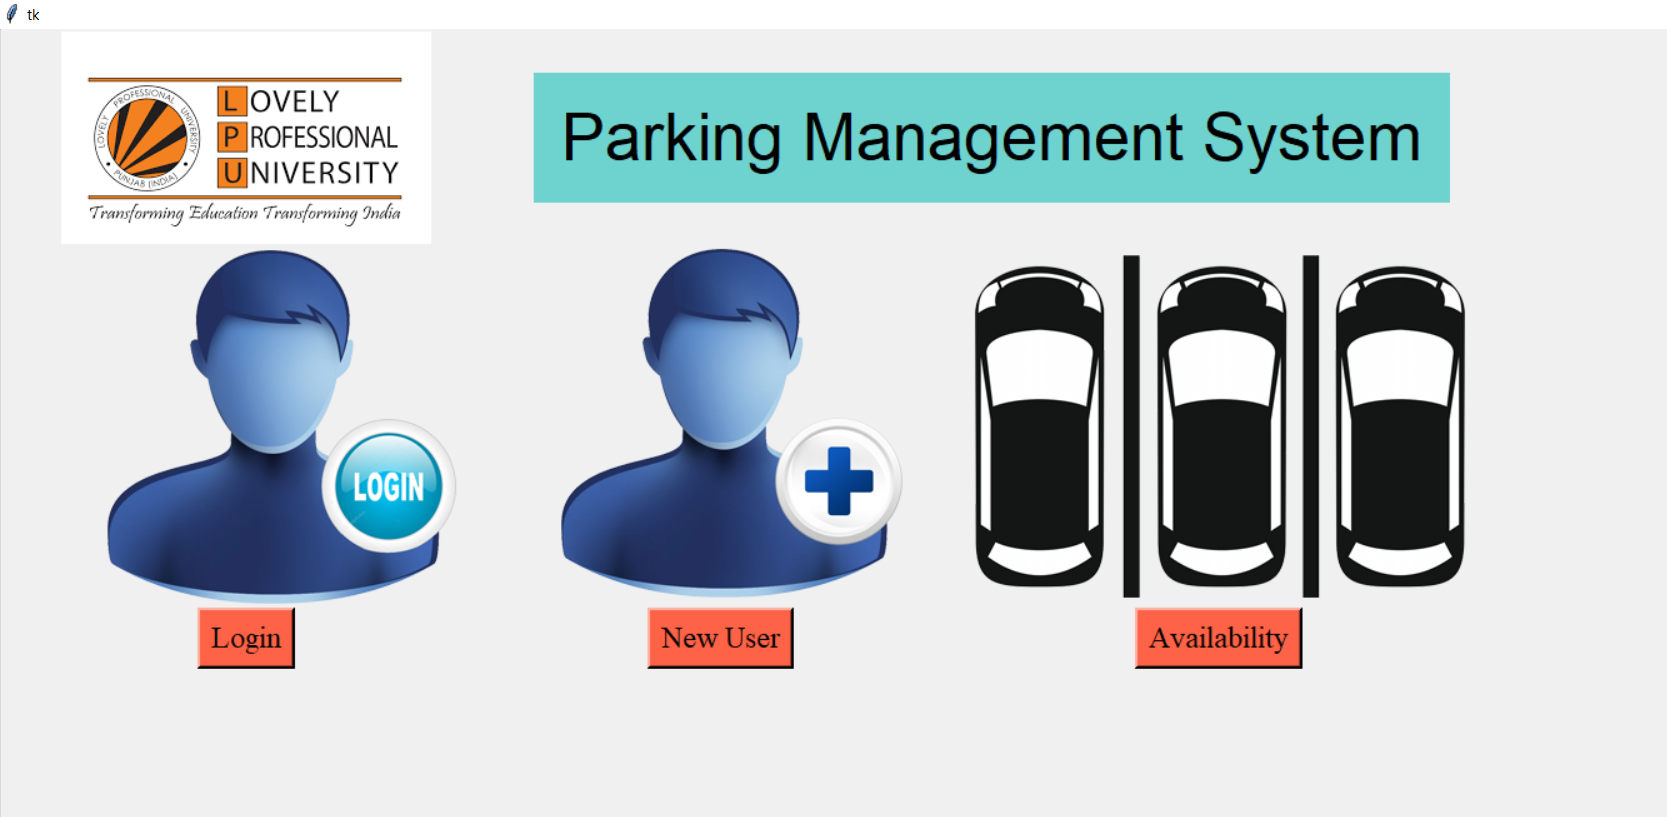 tk
LOVELY
PROFESSIONAL
UNIVERSITY
LOVELY PROFESSIONAL UNIVERSITY
PUNJAB (INDIA)
Transforming Education Transforming India
Parking Management System
LOGIN
Login
New User
Availability